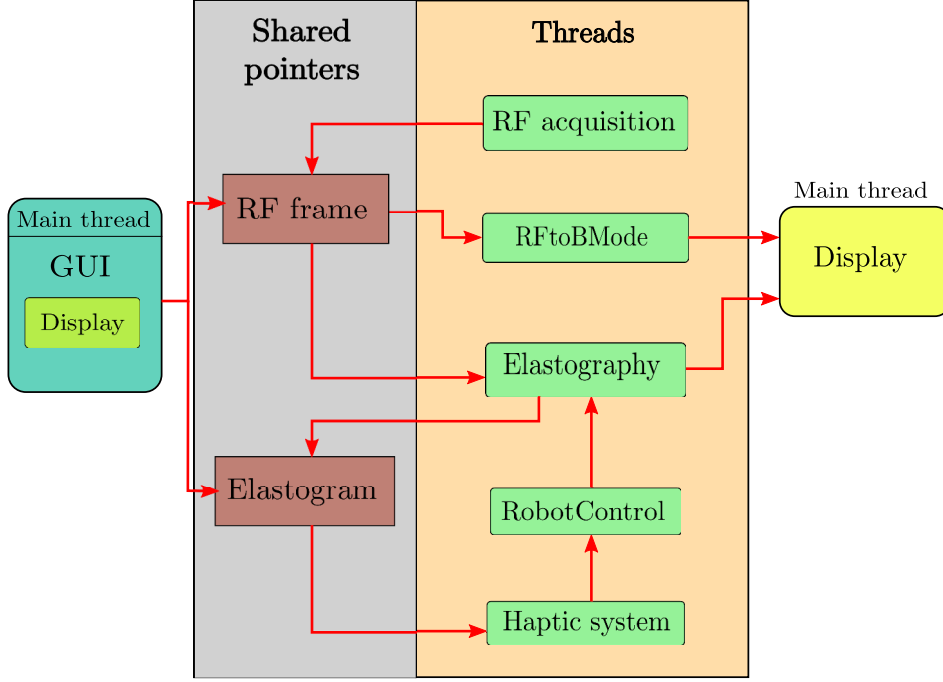 Shared
pointers
Threads
RF acquisition
Main thread
RF frame
Main thread
GUI
RFtoBMode
Display
Display
Elastography
Elastogram
RobotControl
Haptic system